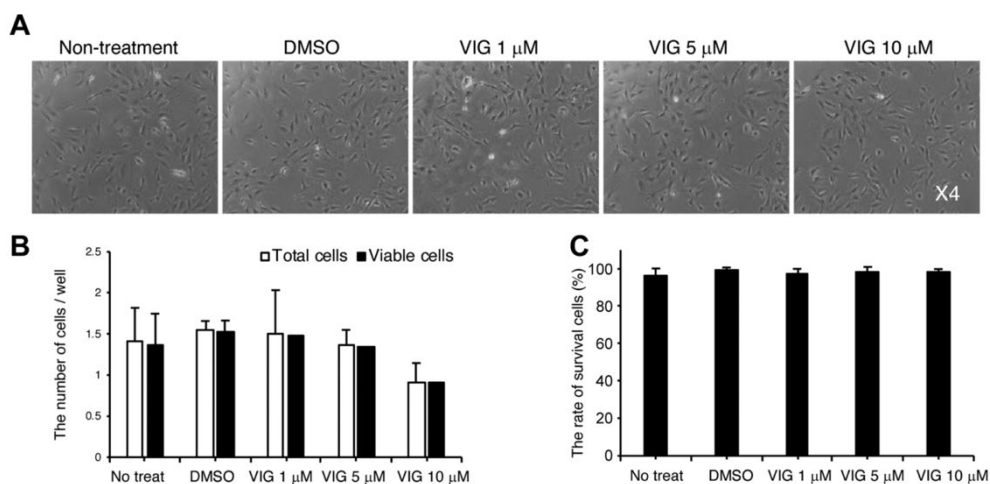 A
Non-treatment DMSO VIG 1 μM VIG 5 μM VIG 10 μM
X4
B
The number of cells / well
2.5
2
1.5
1
0.5
0
Total cells Viable cells
No treat DMSO VIG 1 μM VIG 5 μM VIG 10 μM
C
The rate of survival cells (%)
100
80
60
40
20
0
No treat DMSO VIG 1 μM VIG 5 μM VIG 10 μM